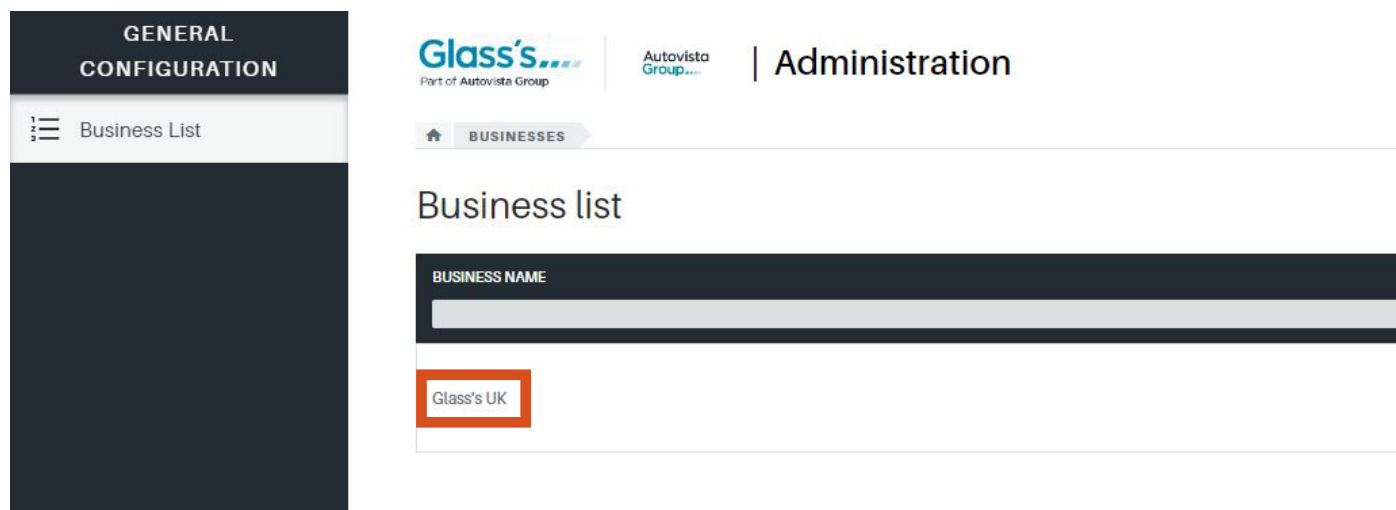 GENERAL
CONFIGURATION
Business List
Glass's....
Part of Autovista Group
Autovista
Group....
| Administration
BUSINESSES
Business list
BUSINESS NAME
Glass's UK